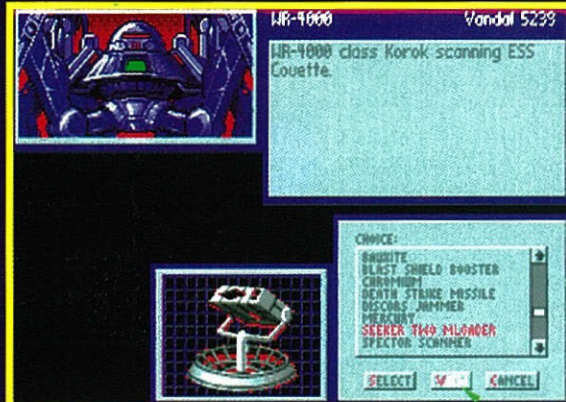 WR-4000 Vandal 5239
WR-4000 class Korok scanning ESS
Couette.
CHOICE:
BAUXITE
BLAST SHIELD BOOSTER
CHROMIUM
DEATH STRIKE MISSILE
DISCORS JAMMER
MERCURY
SEEKER TWO MLOADER
SPECTOR SCANNER
SELECT CANCEL